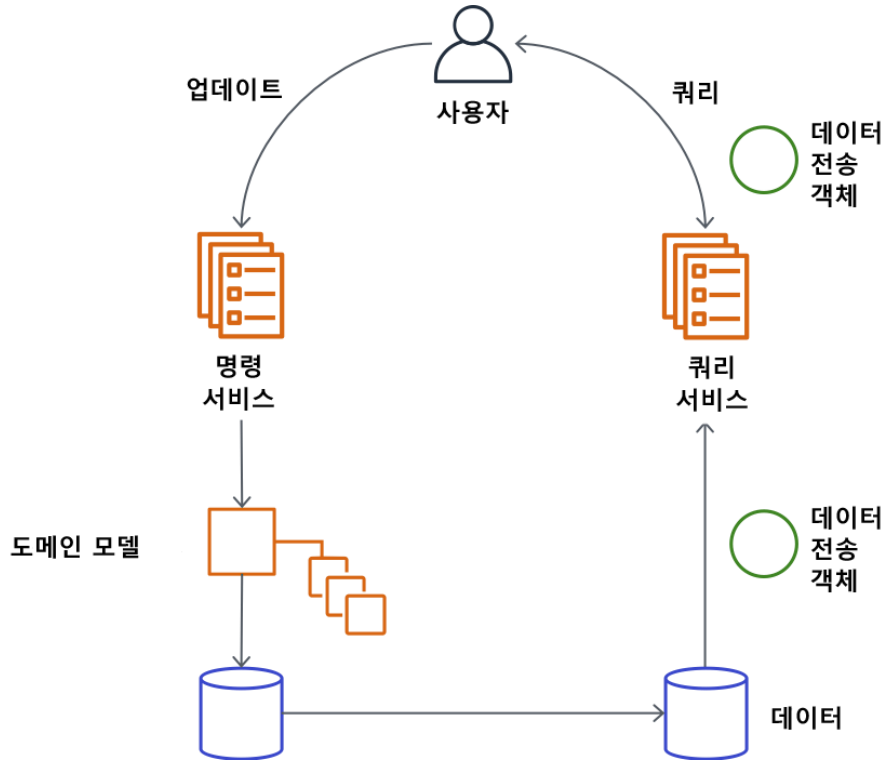 업데이트
사용자
쿼리
데이터
전송
객체
명령
서비스
쿼리
서비스
도메인 모델
데이터
전송
객체
데이터